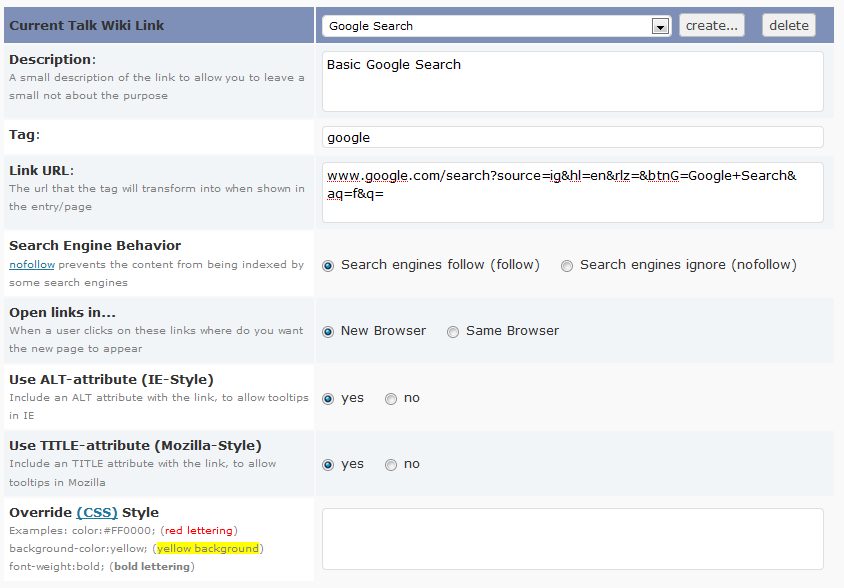 Current Talk Wiki Link Google Search create... delete
Description: Basic Google Search
A small description of the link to allow you to leave a
small not about the purpose
Tag: google
Link URL: www.google.com/search?source=ig&hl=en&rlz=&btnG=Google+Search&
aq=f&q=
The url that the tag will transform into when shown in
the entry/page
Search Engine Behavior
nofollow prevents the content from being indexed by
some search engines
Search engines follow (follow) Search engines ignore (nofollow)
Open links in...
When a user clicks on these links where do you want
the new page to appear
New Browser Same Browser
Use ALT-attribute (IE-Style)
Include an ALT attribute with the link, to allow tooltips
in IE
yes no
Use TITLE-attribute (Mozilla-Style)
Include an TITLE attribute with the link, to allow
tooltips in Mozilla
yes no
Override (CSS) Style
Examples: color:#FF0000; (red lettering)
background-color:yellow; (yellow background)
font-weight:bold; (bold lettering)